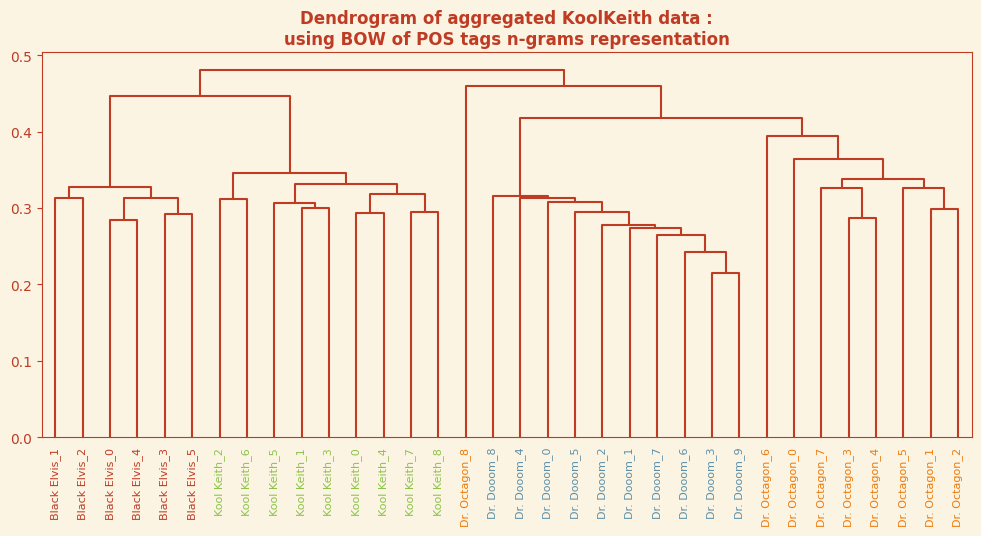 Dendrogram of aggregated KoolKeith data :
using BOW of POS tags n-grams representation
0.5
0.4
0.3
0.2
0.1
0.0
Black Elvis_1
Black Elvis_2
Black Elvis_0
Black Elvis_4
Black Elvis_3
Black Elvis_5
Kool Keith_2
Kool Keith_6
Kool Keith_5
Kool Keith_1
Kool Keith_3
Kool Keith_0
Kool Keith_4
Kool Keith_7
Kool Keith_8
Dr. Octagon_8
Dr. Dooom_8
Dr. Dooom_4
Dr. Dooom_0
Dr. Dooom_5
Dr. Dooom_2
Dr. Dooom_1
Dr. Dooom_7
Dr. Dooom_6
Dr. Dooom_3
Dr. Dooom_9
Dr. Octagon_6
Dr. Octagon_0
Dr. Octagon_7
Dr. Octagon_3
Dr. Octagon_4
Dr. Octagon_5
Dr. Octagon_1
Dr. Octagon_2